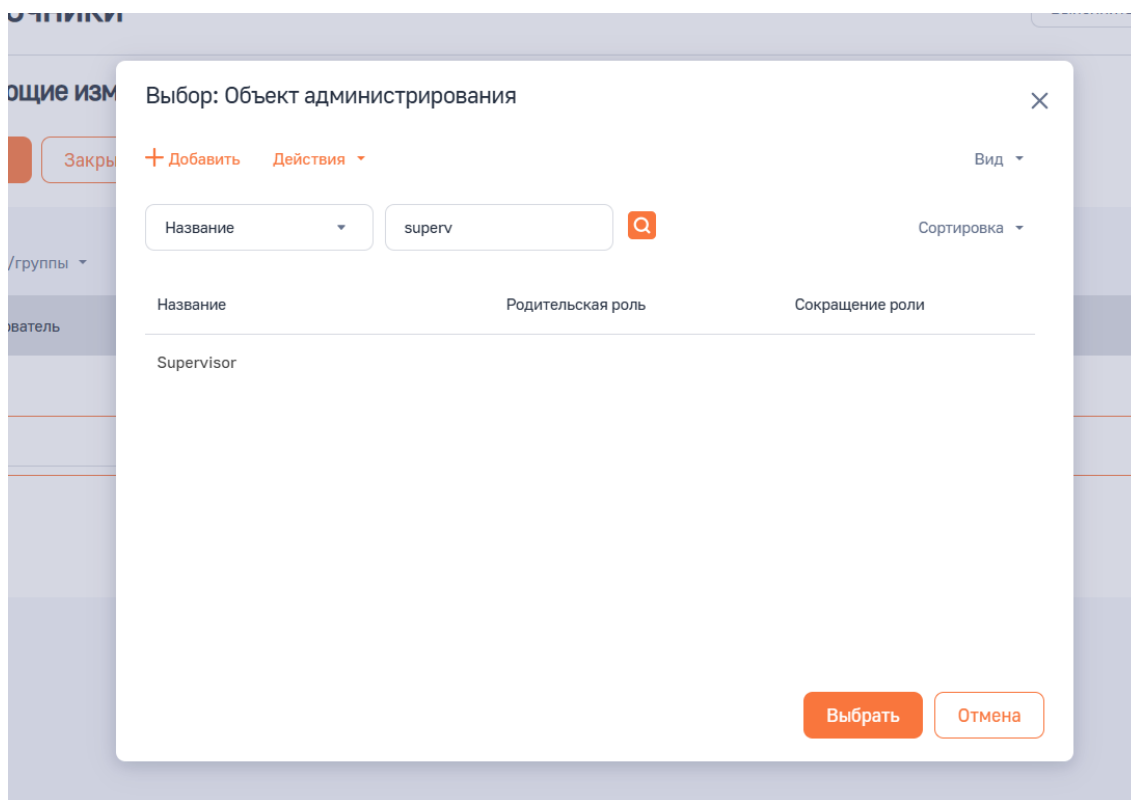 Выбор: Объект администрирования
Добавить Действия Вид
Название superv Сортировка
/группы
Название Родительская роль Сокращение роли
Supervisor
Выбрать Отмена